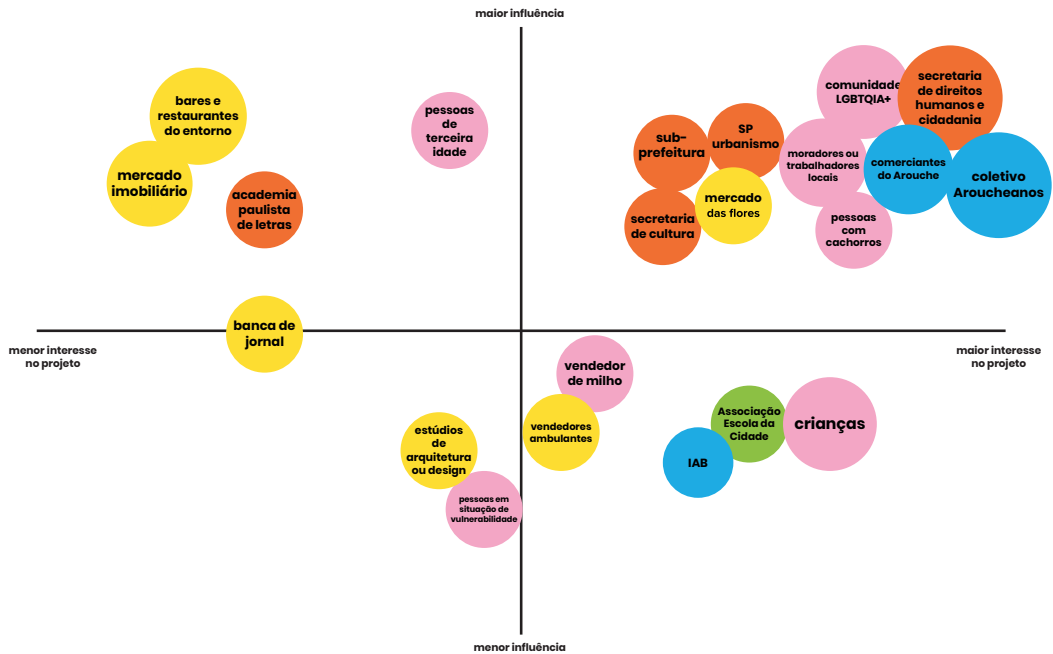 maior influência
bares e
restaurantes
do entorno
mercado
imobiliário
academia
paulista
de letras
pessoas
de
terceira
idade
sub-
prefeitura
SP
urbanismo
secretaria
de cultura
mercado
das flores
comunidade
LGBTQIA+
secretaria
de direitos
humanos e
cidadania
moradores ou
trabalhadores
locais
comerciantes
do Arouche
coletivo
Aroucheanos
pessoas
com
cachorros
banca de
jornal
menor interesse
no projeto
maior interesse
no projeto
vendedor
de milho
vendedores
ambulantes
estúdios
de
arquitetura
ou design
pessoas em
situação de
vulnerabilidade
Associação
Escola da
Cidade
IAB
crianças
menor influência